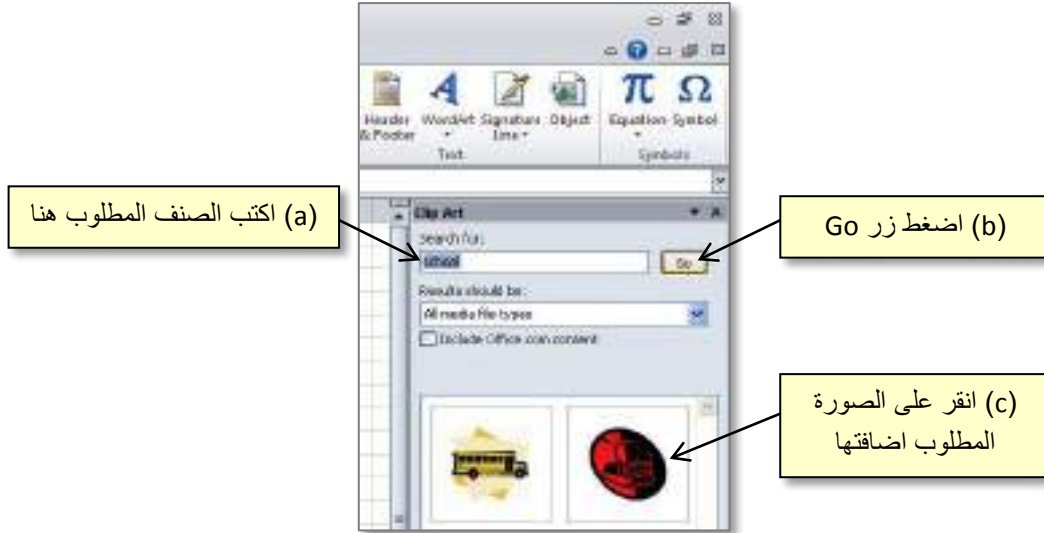 Header & Footer
WordArt
Signature Line
Object
Equation
Symbol
Text
Symbols
(a) اكتب الصنف المطلوب هنا
Clip Art
Search for:
school
Go
(b) اضغط زر Go
Results should be:
All media file types
Include Office.com content
(c) انقر على الصورة
المطلوب اضافتها